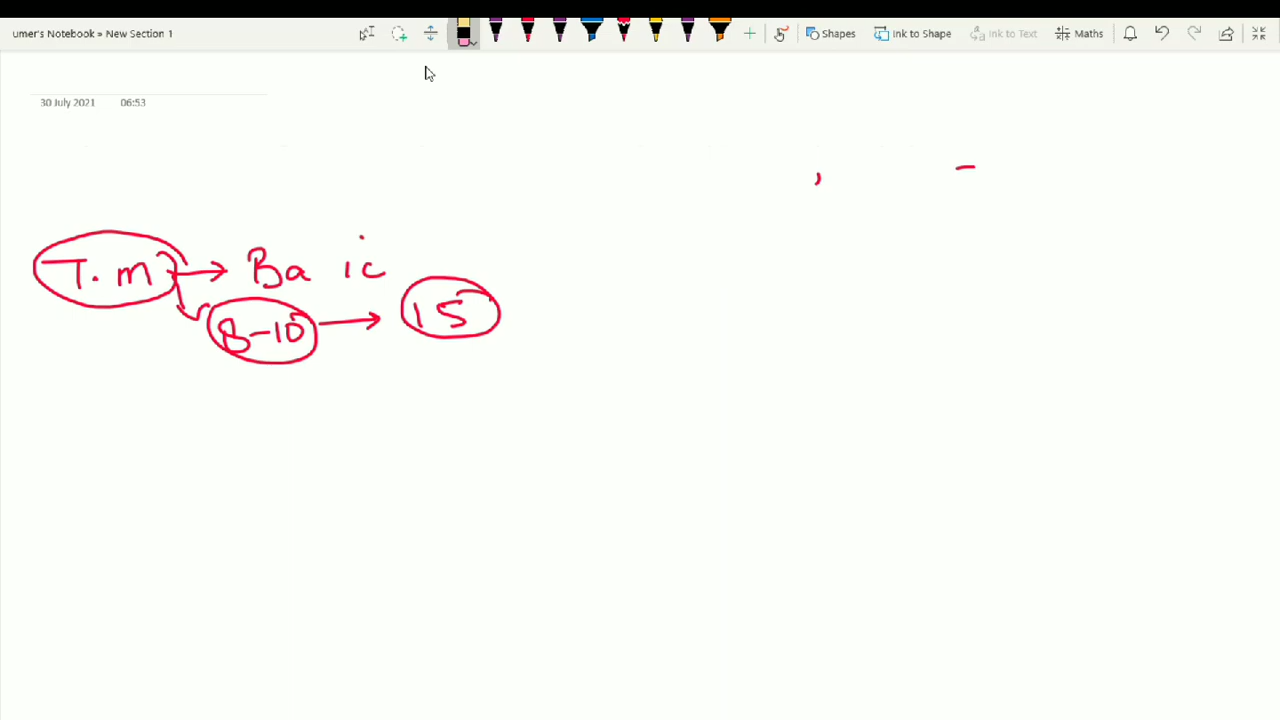 umer's Notebook » New Section 1
Shapes
Ink to Shape
Ink to Text
Maths
30 July 2021 06:53
T.m → Ba ic
8-10 → 15